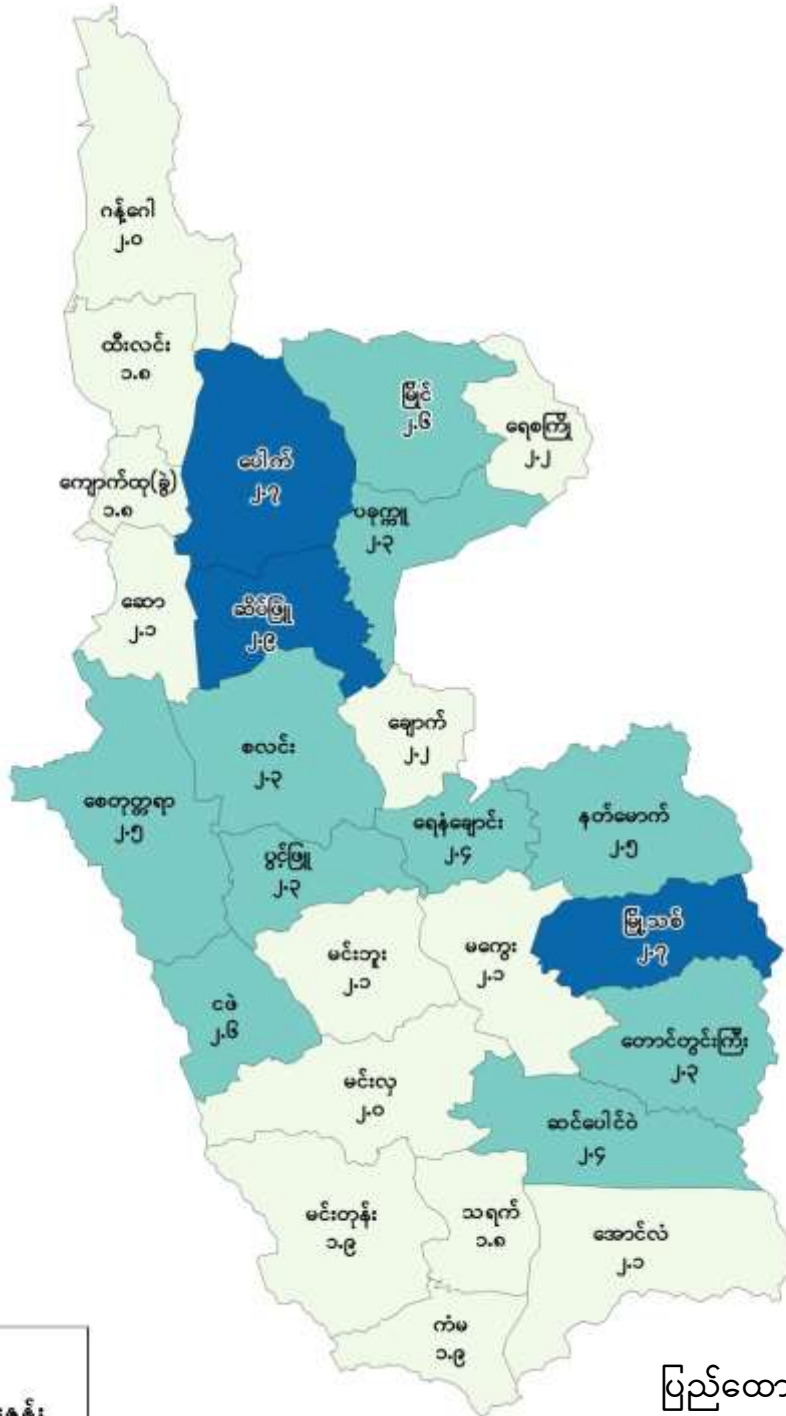 ဂန့်ဂေါ
၂.၀
ထီးလင်း
၁.၈
မြိုင်
၂.၆
ရေစကြို
၂.၂
ပေါက်
၂.၇
ကျောက်ထု(ခွဲ)
၁.၈
ပခုက္ကူ
၂.၃
ဆော
၂.၁
ဆိပ်ဖြူ
၂.၉
ချောက်
၂.၂
စလင်း
၂.၃
စေတုတ္တရာ
၂.၅
ရေနံချောင်း
၂.၄
နတ်မောက်
၂.၅
ပွင့်ဖြူ
၂.၃
မြို့သစ်
၂.၇
မင်းဘူး
၂.၁
မကွေး
၂.၁
ငဖဲ
၂.၆
တောင်တွင်းကြီး
၂.၃
မင်းလှ
၂.၀
ဆင်ပေါင်ဝဲ
၂.၄
မင်းတုန်း
၁.၉
သရက်
၁.၈
အောင်လံ
၂.၁
ကံမ
၁.၉
ပြည်ထော